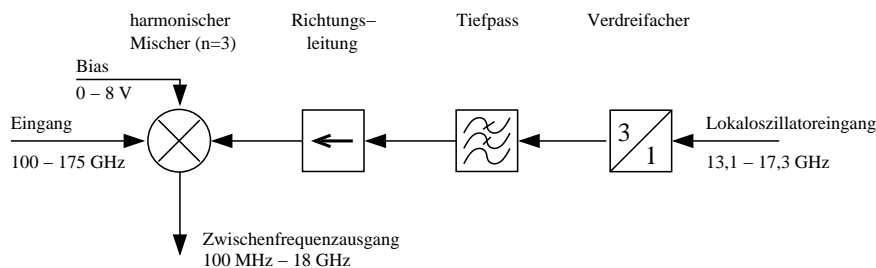 harmonischer
Mischer (n=3)
Richtungs–
leitung
Tiefpass
Verdreifacher
Bias
0 – 8 V
Eingang
100 – 175 GHz
3
1
Lokaloszillatoreingang
13,1 – 17,3 GHz
Zwischenfrequenzausgang
100 MHz – 18 GHz